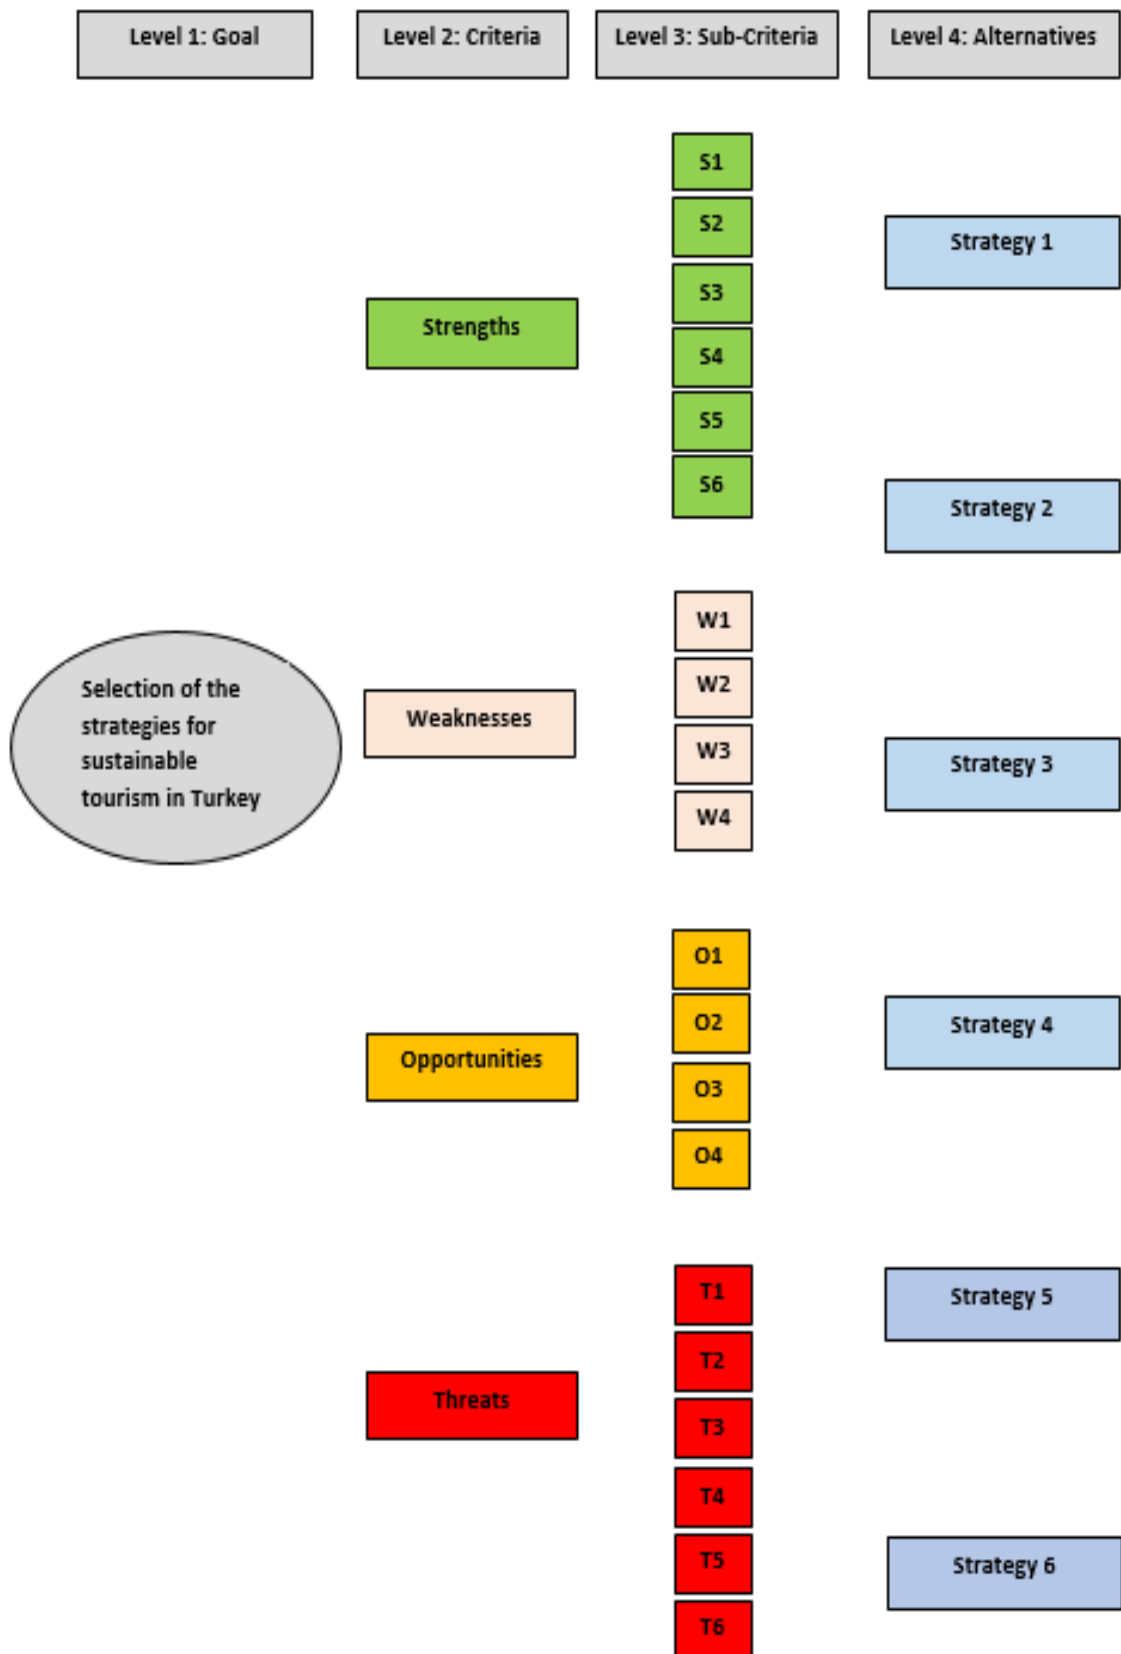 Level 1: Goal
Level 2: Criteria
Level 3: Sub-Criteria
Level 4: Alternatives
Selection of the
strategies for
sustainable
tourism in Turkey
Strengths
Weaknesses
Opportunities
Threats
S1
S2
S3
S4
S5
S6
W1
W2
W3
W4
O1
O2
O3
O4
T1
T2
T3
T4
T5
T6
Strategy 1
Strategy 2
Strategy 3
Strategy 4
Strategy 5
Strategy 6